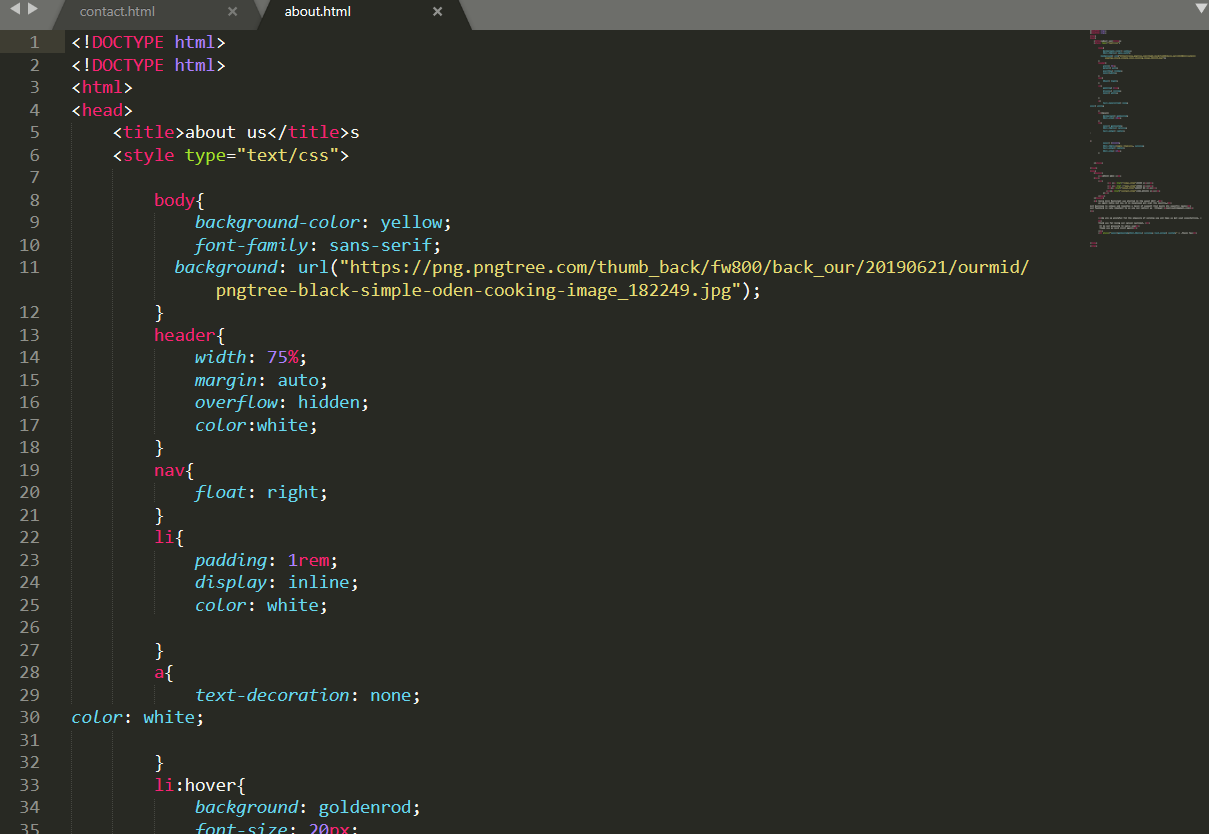 contact.html × about.html ×
1 <!DOCTYPE html>
2 <!DOCTYPE html>
3 <html>
4 <head>
5 <title>about us</title>s
6 <style type="text/css">
7
8 body{
9 background-color: yellow;
10 font-family: sans-serif;
11 background: url("https://png.pngtree.com/thumb_back/fw800/back_our/20190621/ourmid/
pngtree-black-simple-oden-cooking-image_182249.jpg");
12 }
13 header{
14 width: 75%;
15 margin: auto;
16 overflow: hidden;
17 color:white;
18 }
19 nav{
20 float: right;
21 }
22 li{
23 padding: 1rem;
24 display: inline;
25 color: white;
26
27 }
28 a{
29 text-decoration: none;
30 color: white;
31
32 }
33 li:hover{
34 background: goldenrod;
35 font-size: 20px;